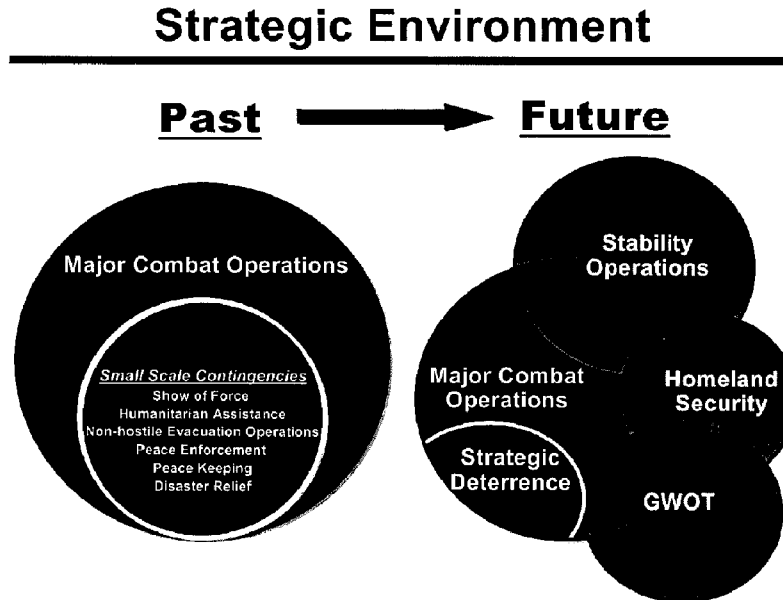 Strategic Environment
Past
Future
Major Combat Operations
Small Scale Contingencies
Show of Force
Humanitarian Assistance
Non-hostile Evacuation Operations
Peace Enforcement
Peace Keeping
Disaster Relief
Stability
Operations
Major Combat
Operations
Homeland
Security
Strategic
Deterrence
GWOT